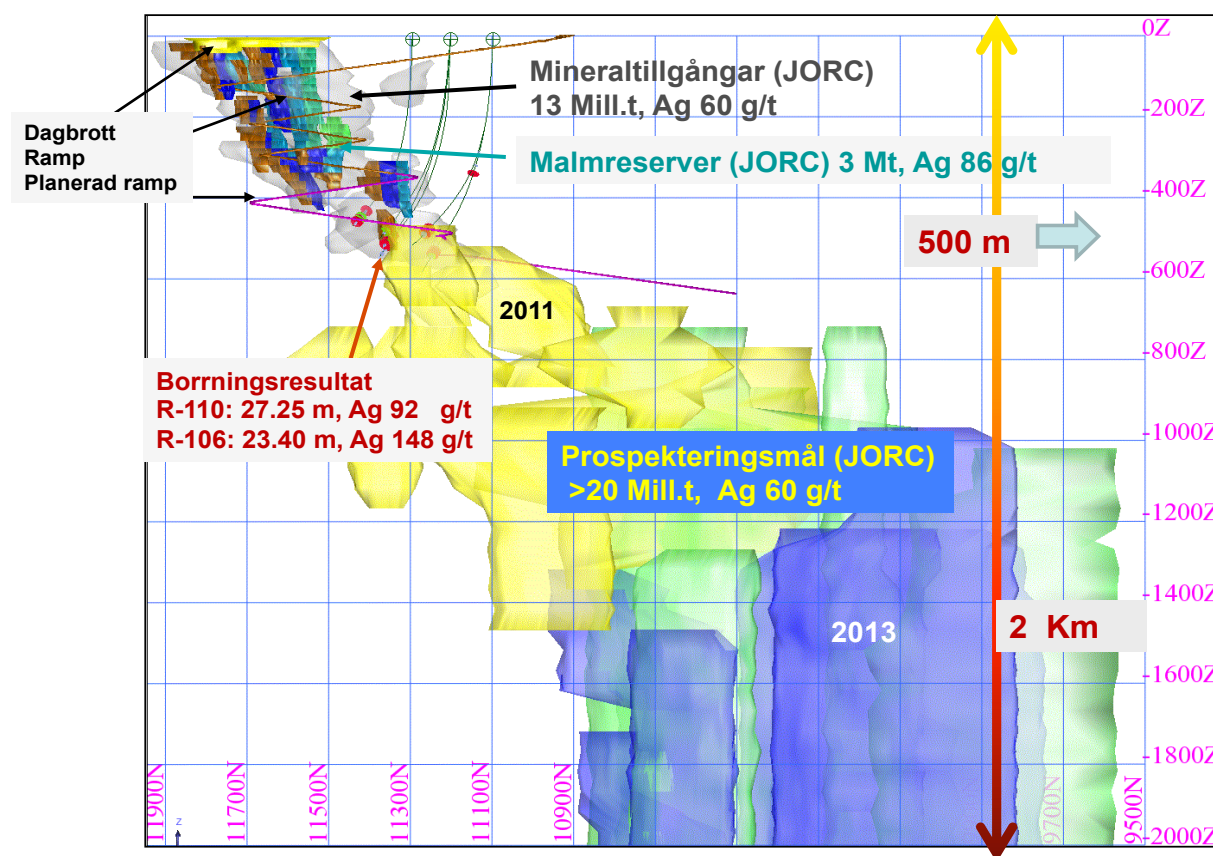 0Z
Mineraltillgångar (JORC)
13 Mill.t, Ag 60 g/t
-200Z
Dagbrott
Ramp
Planerad ramp
Malmreserver (JORC) 3 Mt, Ag 86 g/t
-400Z
500 m
-600Z
2011
-800Z
Borrningsresultat
R-110: 27.25 m, Ag 92 g/t
R-106: 23.40 m, Ag 148 g/t
-1000Z
Prospekteringsmål (JORC)
>20 Mill.t, Ag 60 g/t
-1200Z
-1400Z
2013
2 Km
-1600Z
-1800Z
11900N
11700N
11500N
11300N
11100N
10900N
9700N
9500N
-2000Z
z